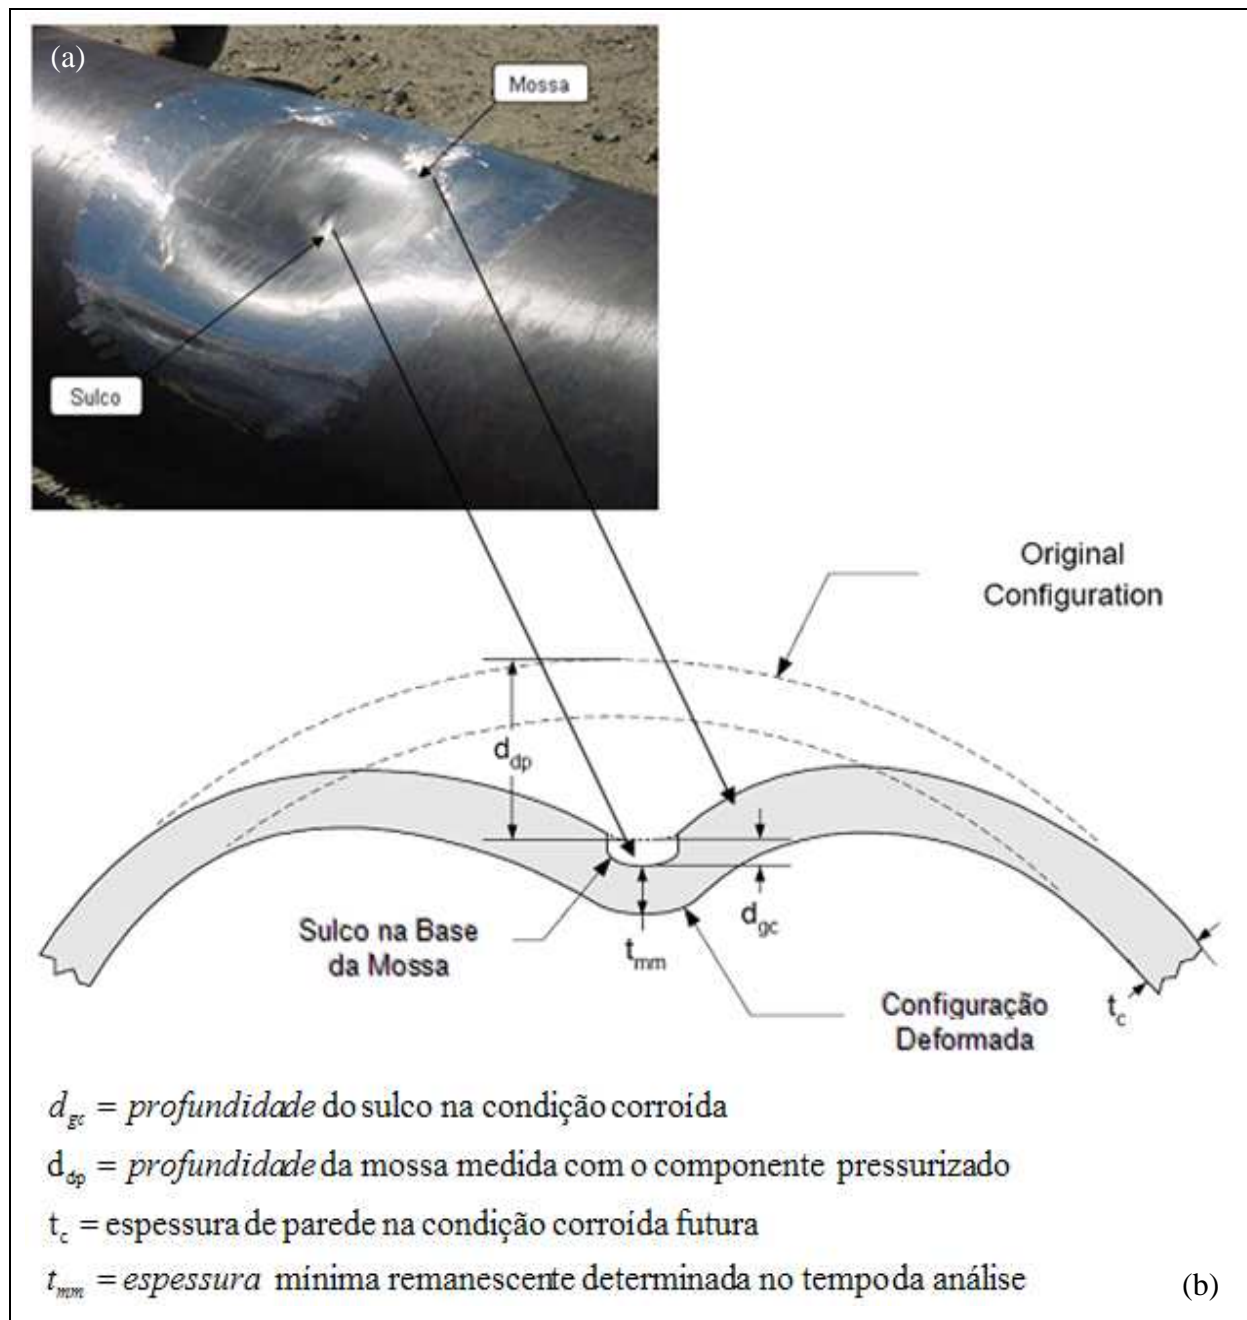 (a)
Mossa
Sulco
Original
Configuration
d_dp
Sulco na Base
da Mossa
t_mm
d_gc
Configuração
Deformada
t_c
d_gc = profundidade do sulco na condição corroída
d_dp = profundidade da mossa medida com o componente pressurizado
t_c = espessura de parede na condição corroída futura
t_mm = espessura mínima remanescente determinada no tempo da análise
(b)